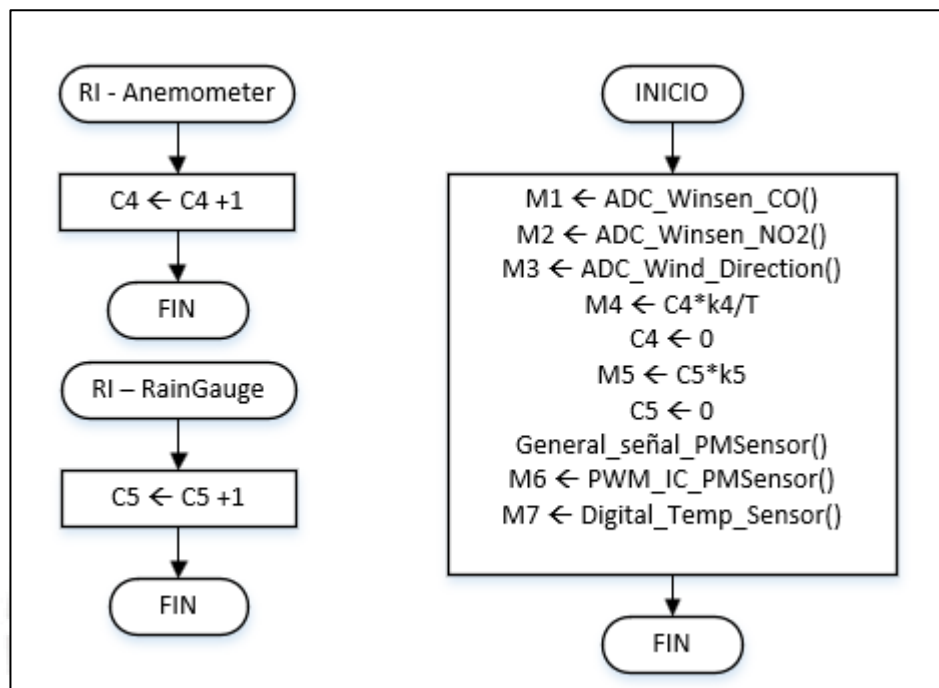 RI - Anemometer
C4 ← C4 +1
FIN
RI – RainGauge
C5 ← C5 +1
FIN
INICIO
M1 ← ADC_Winsen_CO()
M2 ← ADC_Winsen_NO2()
M3 ← ADC_Wind_Direction()
M4 ← C4*k4/T
C4 ← 0
M5 ← C5*k5
C5 ← 0
General_señal_PMSensor()
M6 ← PWM_IC_PMSensor()
M7 ← Digital_Temp_Sensor()
FIN